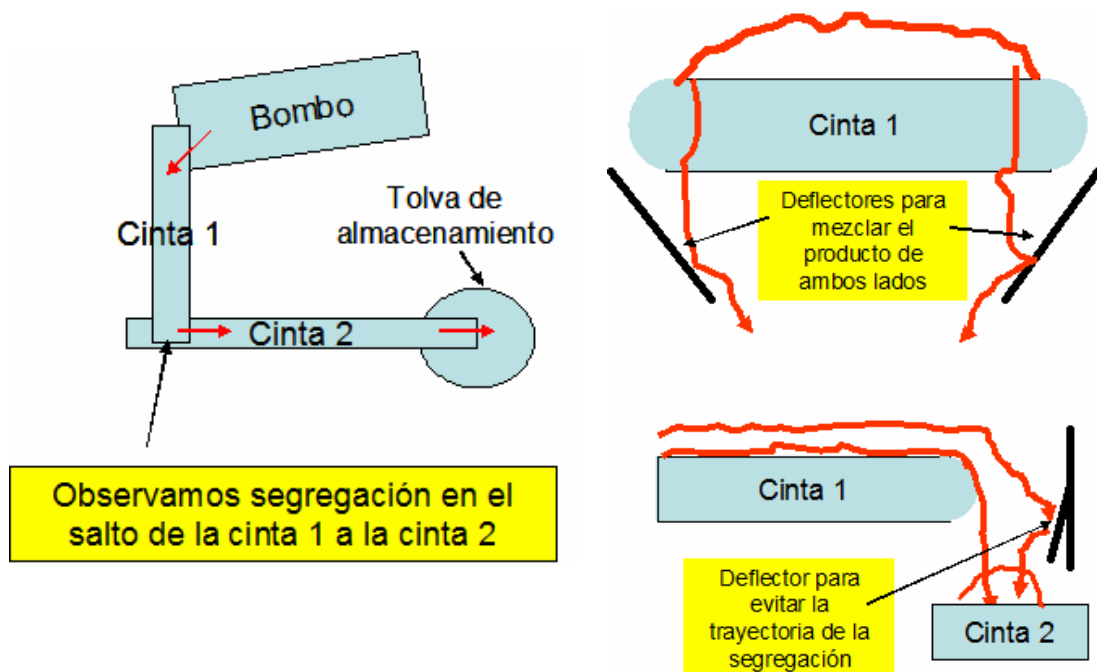 Bombo
Cinta 1
Tolva de
almacenamiento
Cinta 2
Observamos segregación en el
salto de la cinta 1 a la cinta 2
Cinta 1
Deflectores para
mezclar el
producto de
ambos lados
Cinta 1
Deflector para
evitar la
trayectoria de la
segregación
Cinta 2